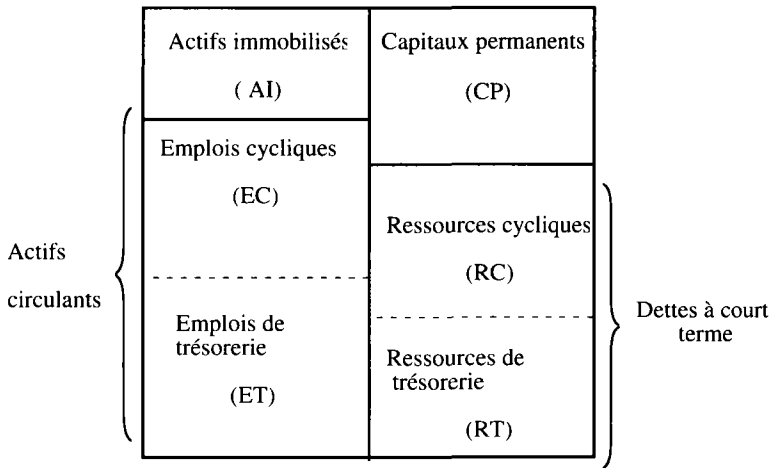 Actifs immobilisés
( AI)
Capitaux permanents
(CP)
Emplois cycliques
(EC)
Ressources cycliques
(RC)
Actifs
circulants
Emplois de
trésorerie
(ET)
Ressources de
trésorerie
(RT)
Dettes à court
terme